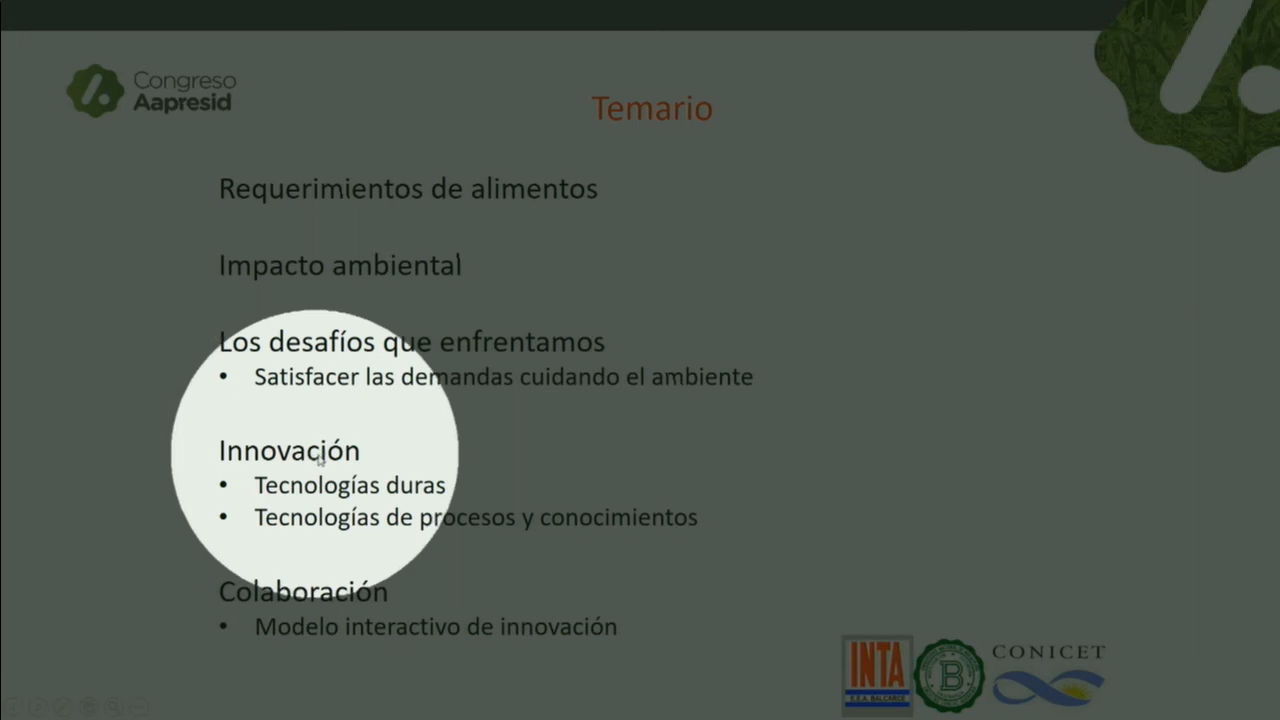 Congreso
Aapresid
Temario
Requerimientos de alimentos
Impacto ambiental
Los desafíos que enfrentamos
• Satisfacer las demandas cuidando el ambiente
Innovación
• Tecnologías duras
• Tecnologías de procesos y conocimientos
Colaboración
• Modelo interactivo de innovación
INTA
E.E.A. BALCARCE
B
CONICET